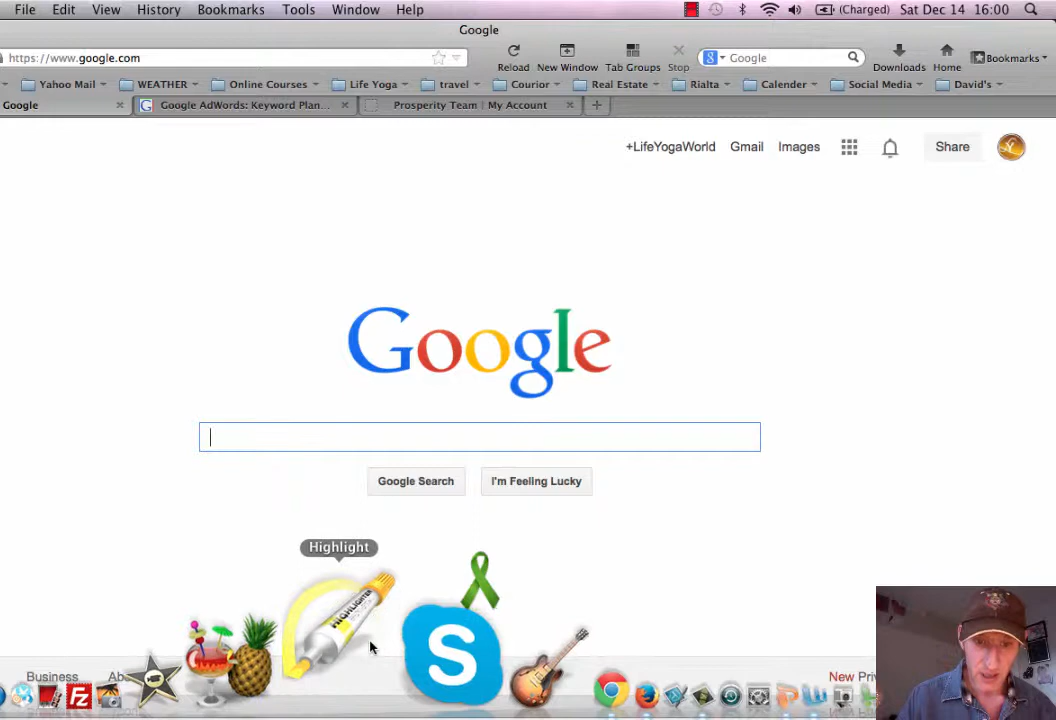 File Edit View History Bookmarks Tools Window Help (Charged) Sat Dec 14 16:00
Google
https://www.google.com Reload New Window Tab Groups Stop Google Downloads Home Bookmarks
Yahoo Mail WEATHER Online Courses Life Yoga travel Courior Real Estate Rialta Calender Social Media David's
Google Google AdWords: Keyword Plan... Prosperity Team | My Account
+LifeYogaWorld Gmail Images Share
Google
Google Search I'm Feeling Lucky
Highlight
HIGHLIGHTER
S
Business Ab New Pri
Fz